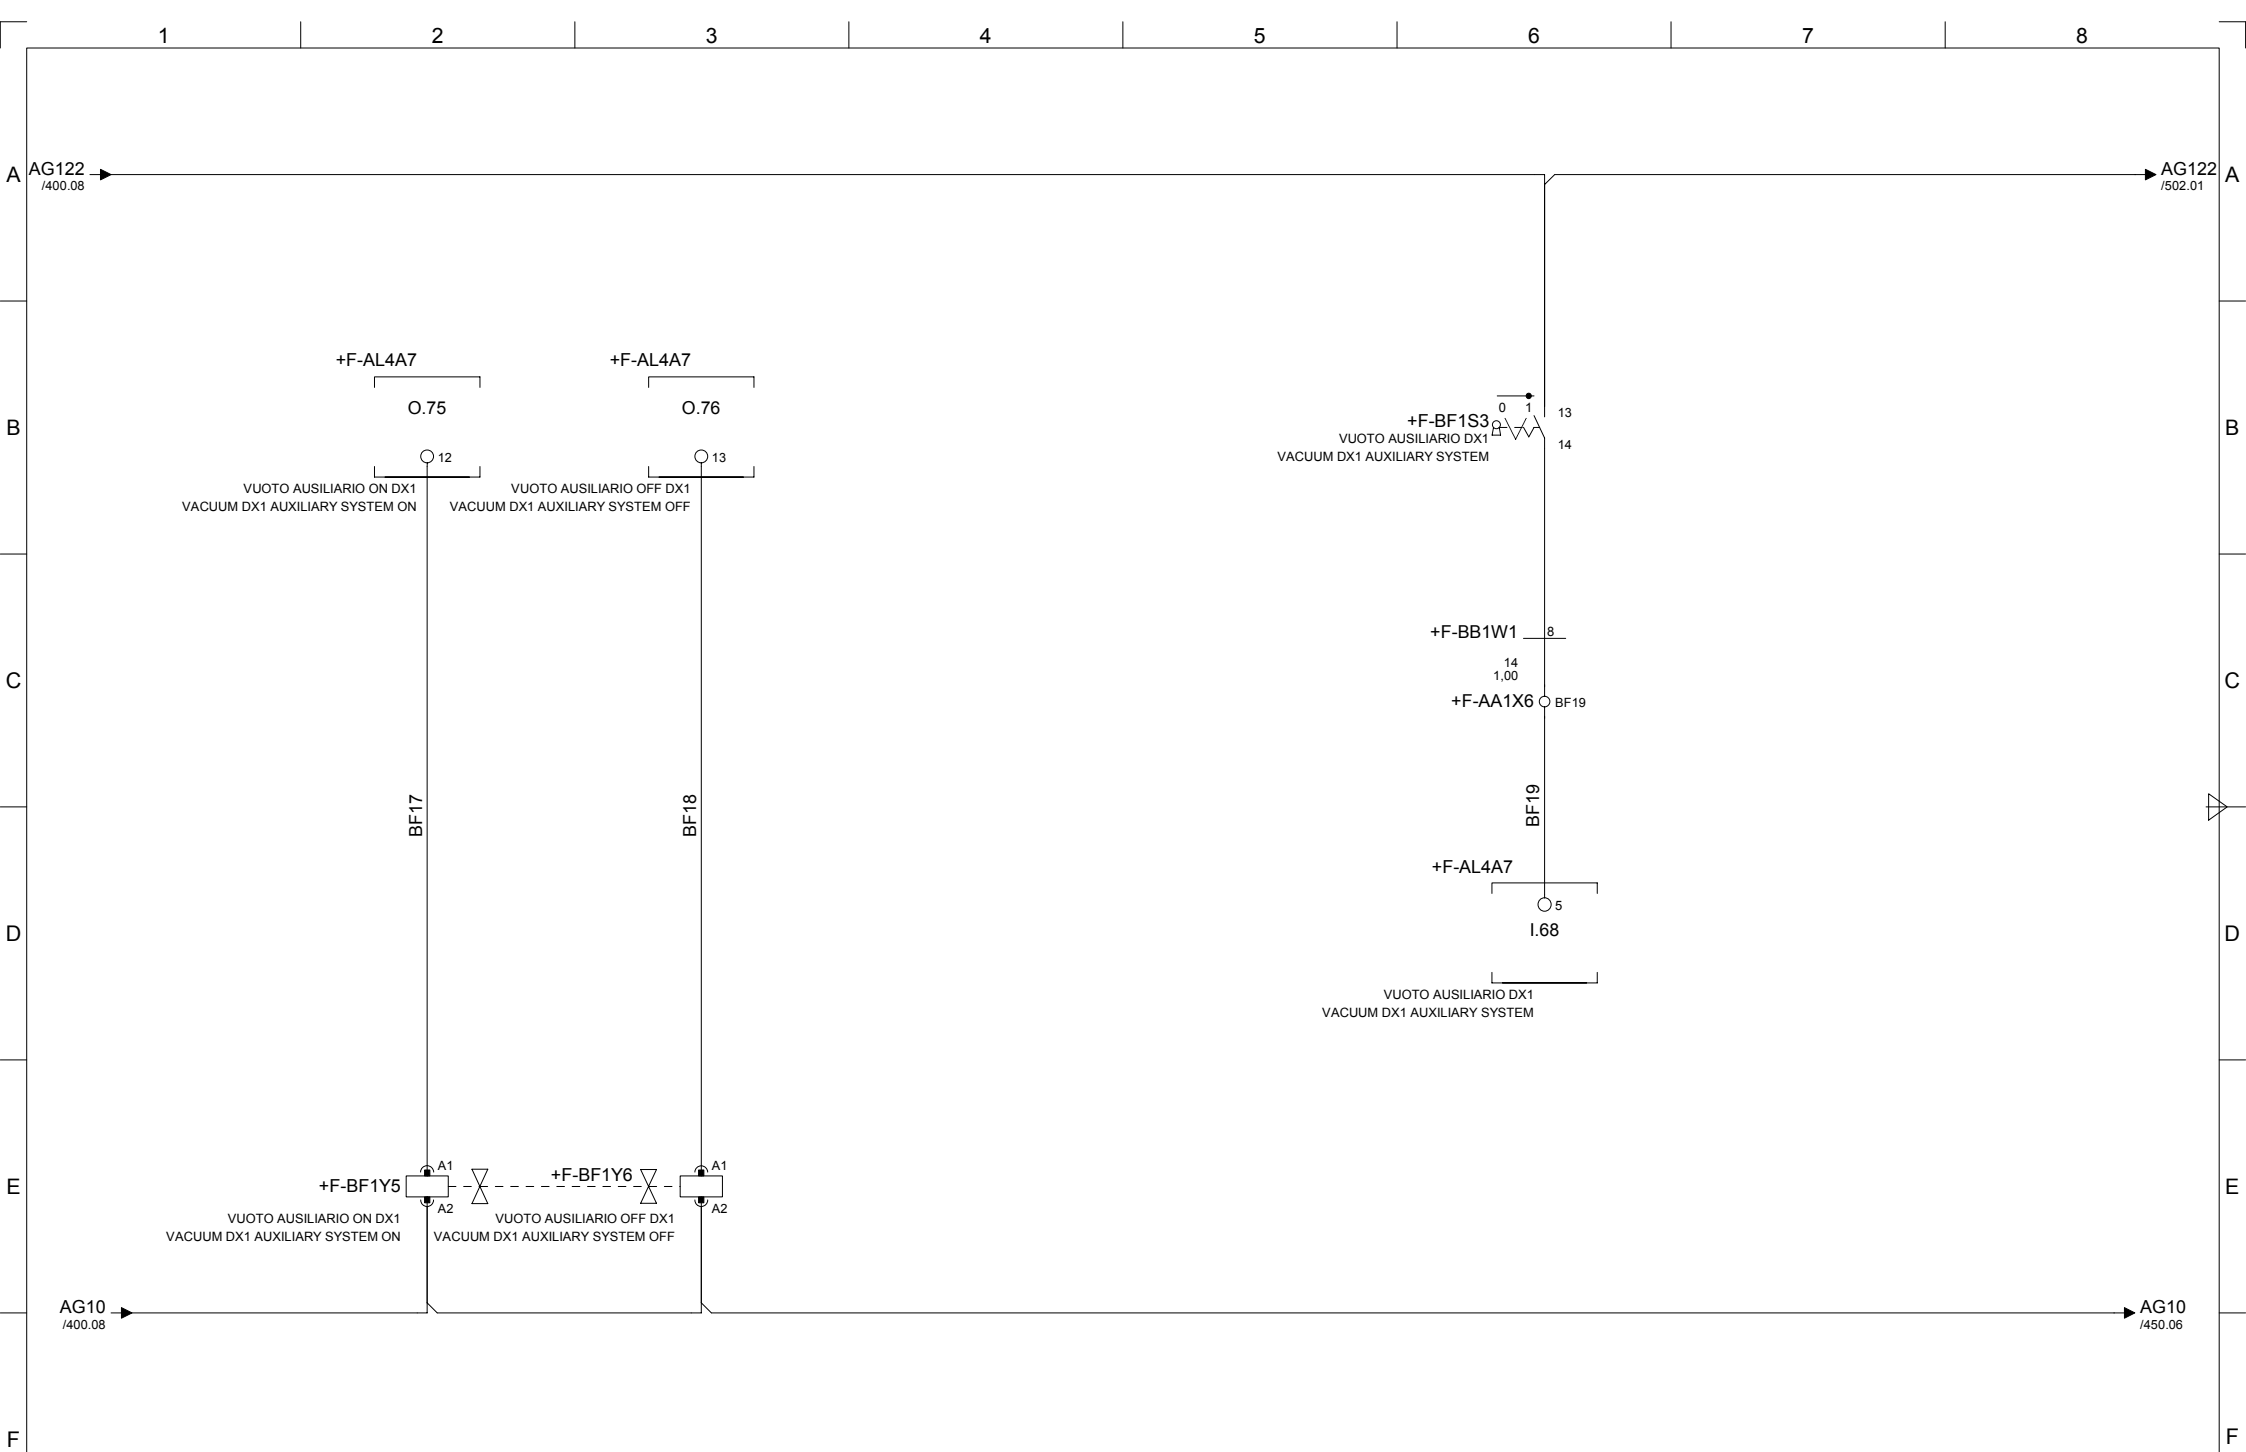 1 2 3 4 5 6 7 8
A AG122 AG122 A
/400.08 /502.01
+F-AL4A7 +F-AL4A7
O.75 O.76
0 1 13
B +F-BF1S3 B
VUOTO AUSILIARIO DX1
14
VACUUM DX1 AUXILIARY SYSTEM
12 13
VUOTO AUSILIARIO ON DX1 VUOTO AUSILIARIO OFF DX1
VACUUM DX1 AUXILIARY SYSTEM ON VACUUM DX1 AUXILIARY SYSTEM OFF
+F-BB1W1 8
14
1,00
C C
+F-AA1X6 BF19
BF17 BF18 BF19
+F-AL4A7
5
D I.68 D
VUOTO AUSILIARIO DX1
VACUUM DX1 AUXILIARY SYSTEM
A1 A1
E +F-BF1Y5 +F-BF1Y6 E
A2 A2
VUOTO AUSILIARIO ON DX1 VUOTO AUSILIARIO OFF DX1
VACUUM DX1 AUXILIARY SYSTEM ON VACUUM DX1 AUXILIARY SYSTEM OFF
AG10 AG10
/400.08 /450.06
F F